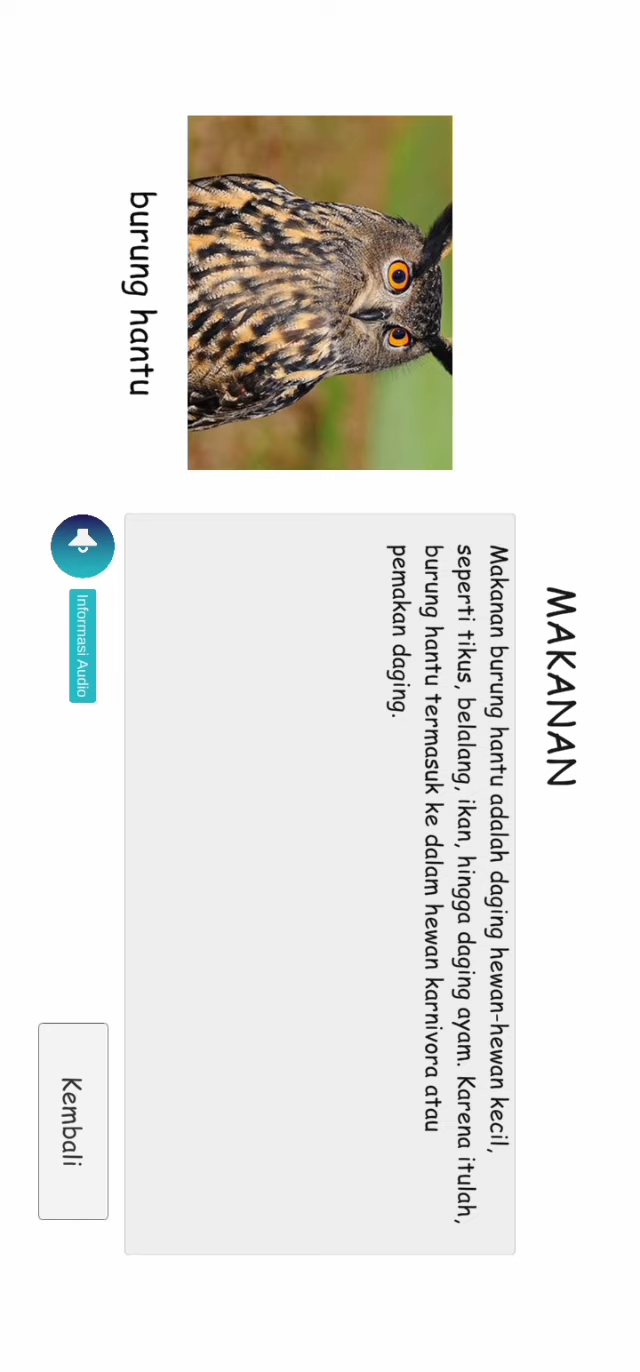 MAKANAN
burung hantu
Makanan burung hantu adalah daging hewan-hewan kecil,
seperti tikus, belalang, ikan, hingga daging ayam. Karena itulah,
burung hantu termasuk ke dalam hewan karnivora atau
pemakan daging.
Informasi Audio
Kembali